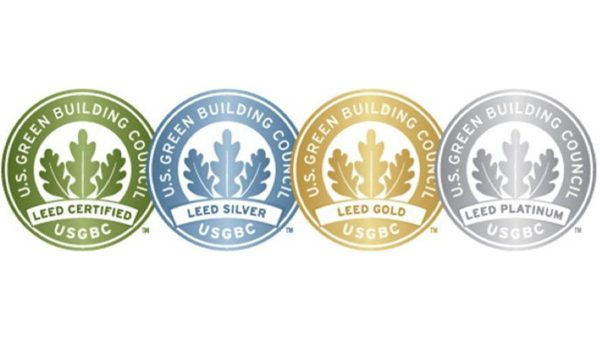 U.S. GREEN BUILDING COUNCIL
LEED CERTIFIED
USGBC
TM
U.S. GREEN BUILDING COUNCIL
LEED SILVER
USGBC
TM
U.S. GREEN BUILDING COUNCIL
LEED GOLD
USGBC
TM
U.S. GREEN BUILDING COUNCIL
LEED PLATINUM
USGBC
TM